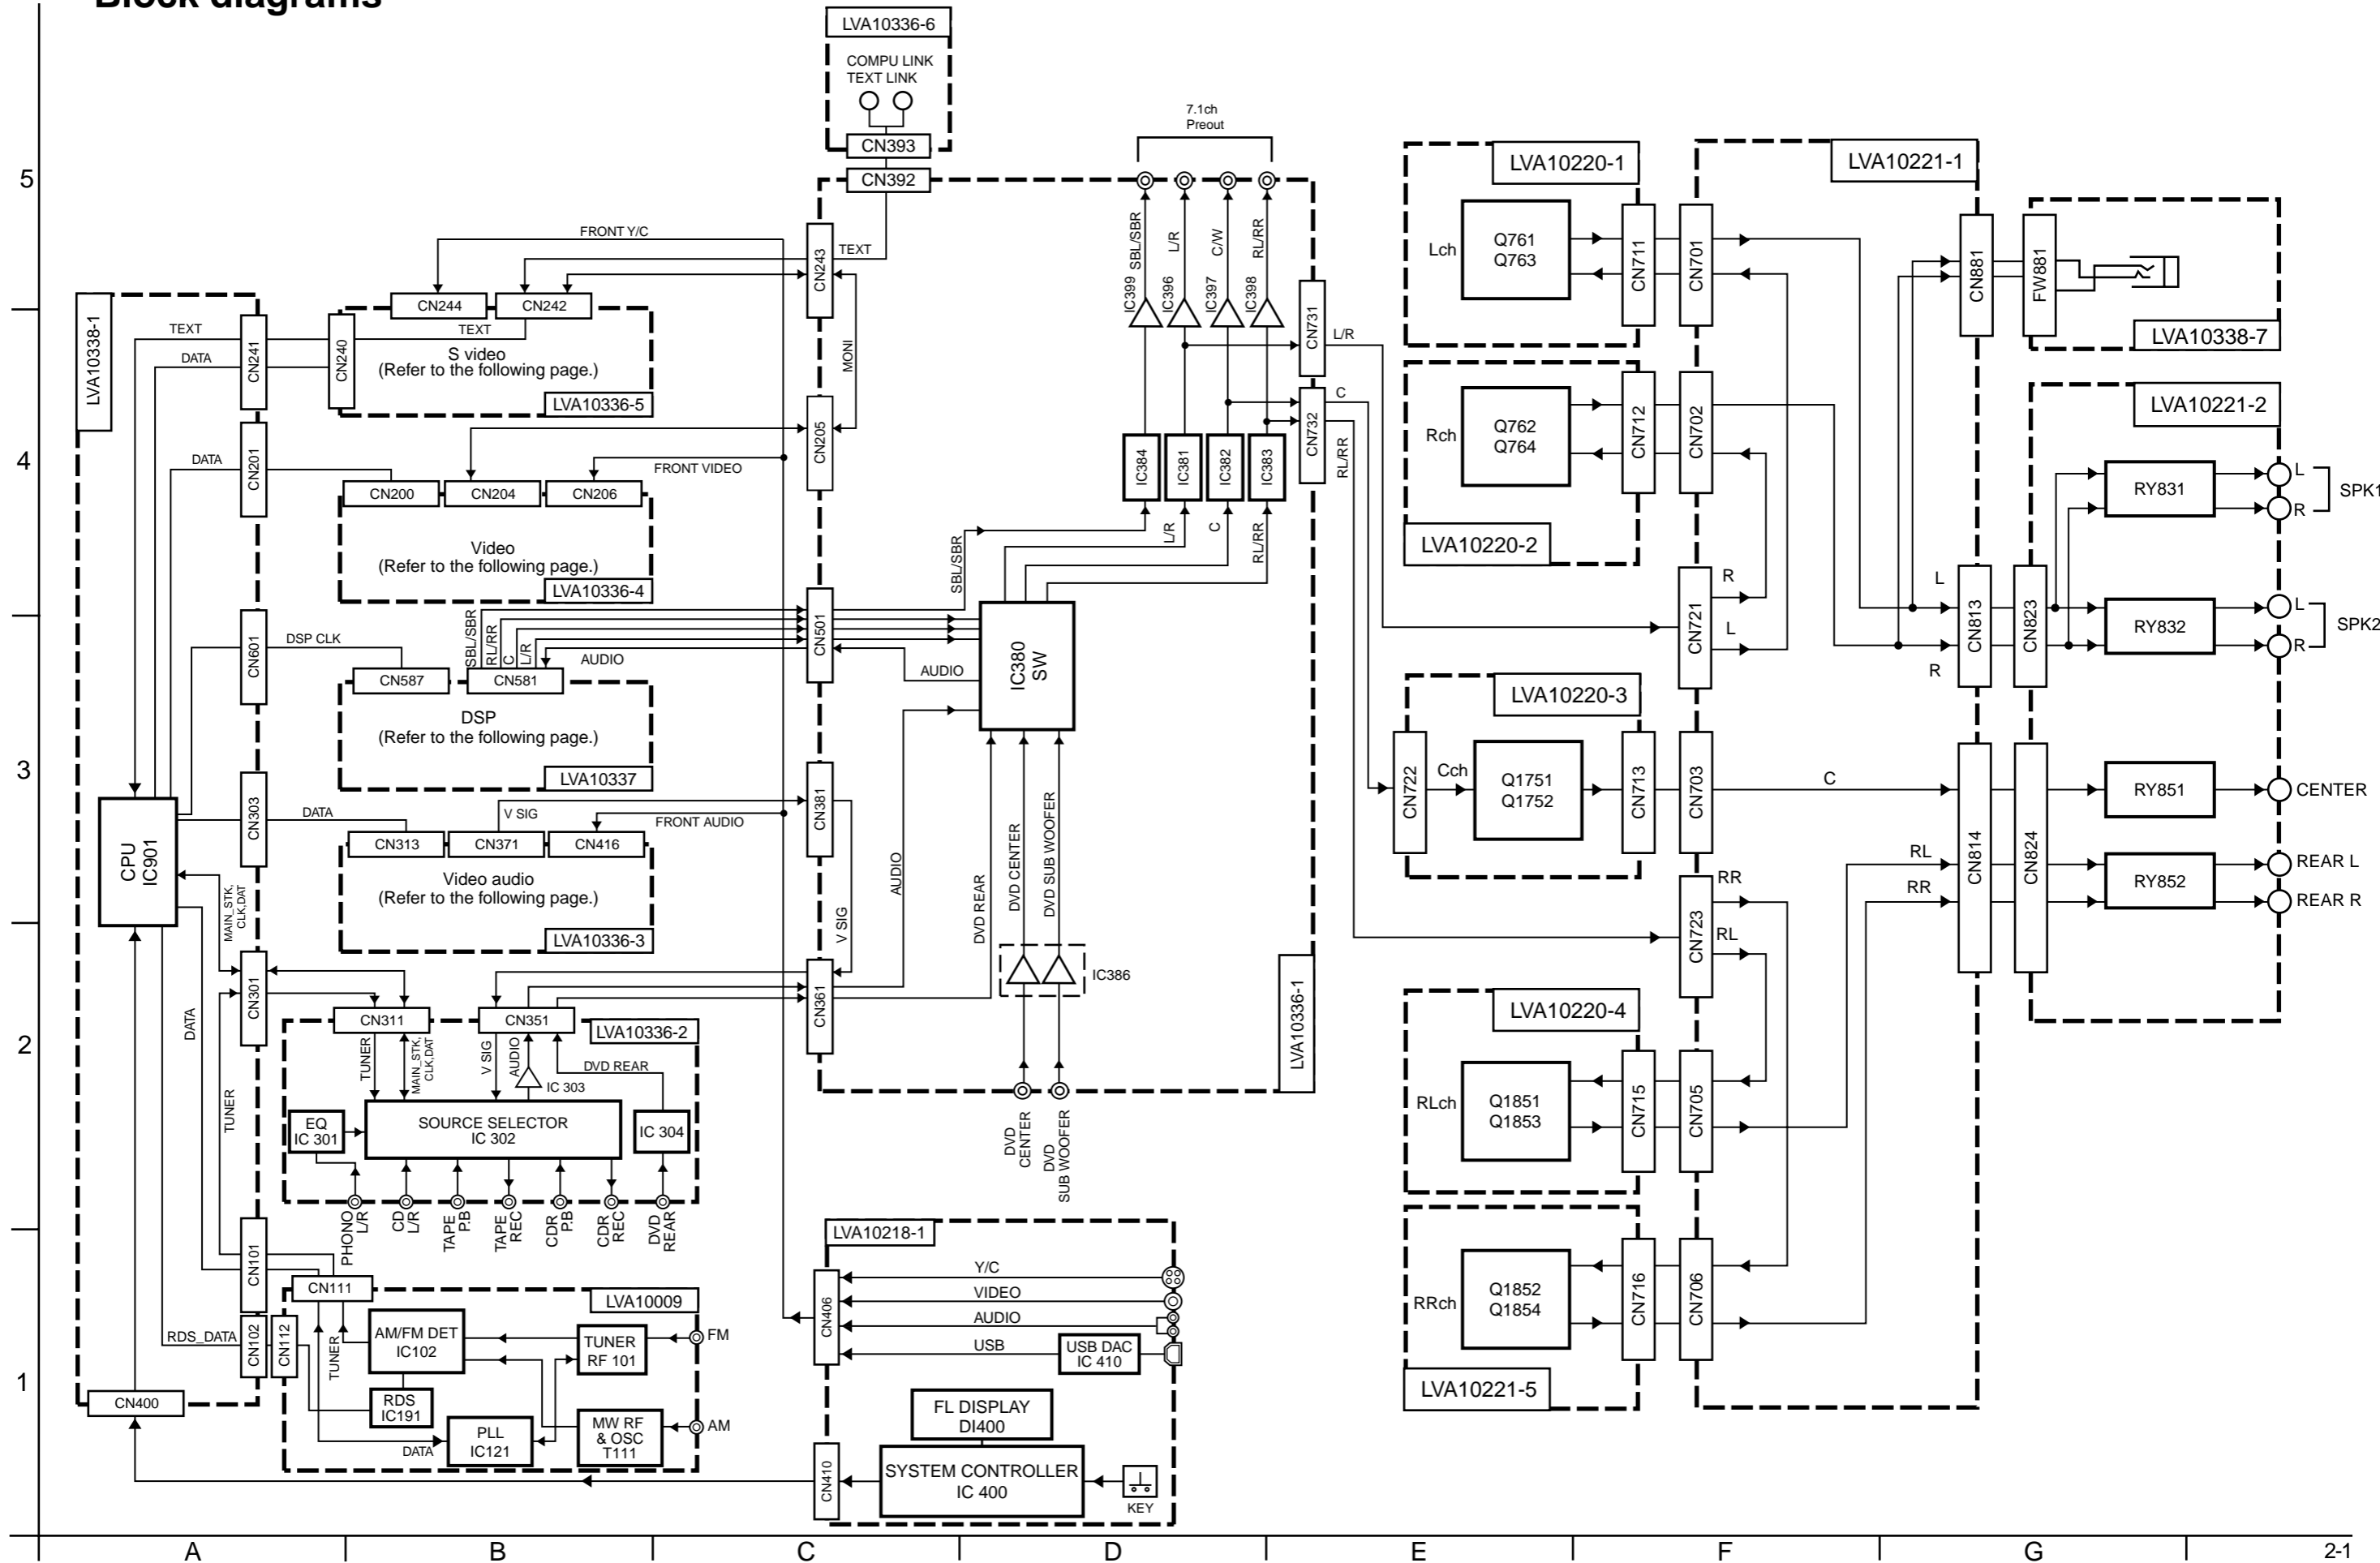 Block diagrams
LVA10336-6
COMPU LINK
TEXT LINK
CN393
CN392
7.1ch
Preout
5
4
3
2
1
LVA10338-1
TEXT
DATA
CN241
CN240
DATA
CN201
CN601
DSP CLK
CN303
DATA
CPU
IC901
MAIN_STK,
CLK,DAT
CN301
DATA
TUNER
CN101
RDS_DATA
CN102
CN112
CN400
FRONT Y/C
TEXT
CN243
CN244
CN242
TEXT
S video
(Refer to the following page.)
LVA10336-5
MONI
CN205
FRONT VIDEO
CN200
CN204
CN206
Video
(Refer to the following page.)
LVA10336-4
SBL/SBR
RL/RR
C
L/R
AUDIO
CN501
CN587
CN581
DSP
(Refer to the following page.)
LVA10337
V SIG
CN381
FRONT AUDIO
CN313
CN371
CN416
Video audio
(Refer to the following page.)
LVA10336-3
V SIG
CN361
CN311
CN351
LVA10336-2
TUNER
MAIN_STK,
CLK,DAT
V SIG
AUDIO
IC 303
DVD REAR
EQ
IC 301
SOURCE SELECTOR
IC 302
IC 304
PHONO
L/R
CD
L/R
TAPE
P.B
TAPE
REC
CDR
P.B
CDR
REC
DVD
REAR
CN111
LVA10009
TUNER
AM/FM DET
IC102
TUNER
RF 101
FM
RDS
IC191
PLL
IC121
DATA
MW RF
& OSC
T111
AM
IC399
SBL/SBR
IC396
L/R
IC397
C/W
IC398
RL/RR
CN731
L/R
CN732
C
RL/RR
IC384
IC381
IC382
IC383
SBL/SBR
L/R
C
RL/RR
IC380
SW
AUDIO
AUDIO
DVD REAR
DVD CENTER
DVD SUB WOOFER
IC386
LVA10336-1
DVD
CENTER
DVD
SUB WOOFER
LVA10218-1
CN406
Y/C
VIDEO
AUDIO
USB
USB DAC
IC 410
FL DISPLAY
DI400
SYSTEM CONTROLLER
IC 400
CN410
KEY
LVA10220-1
Lch
Q761
Q763
CN711
CN701
LVA10220-2
Rch
Q762
Q764
CN712
CN702
CN721
R
L
LVA10220-3
CN722
Cch
Q1751
Q1752
CN713
CN703
C
CN723
RR
RL
LVA10220-4
RLch
Q1851
Q1853
CN715
CN705
LVA10221-5
RRch
Q1852
Q1854
CN716
CN706
LVA10221-1
CN881
FW881
LVA10338-7
LVA10221-2
L
R
CN813
CN823
RY831
L
R
SPK1
RY832
L
R
SPK2
RL
RR
CN814
CN824
RY851
CENTER
RY852
REAR L
REAR R
A
B
C
D
E
F
G
2-1